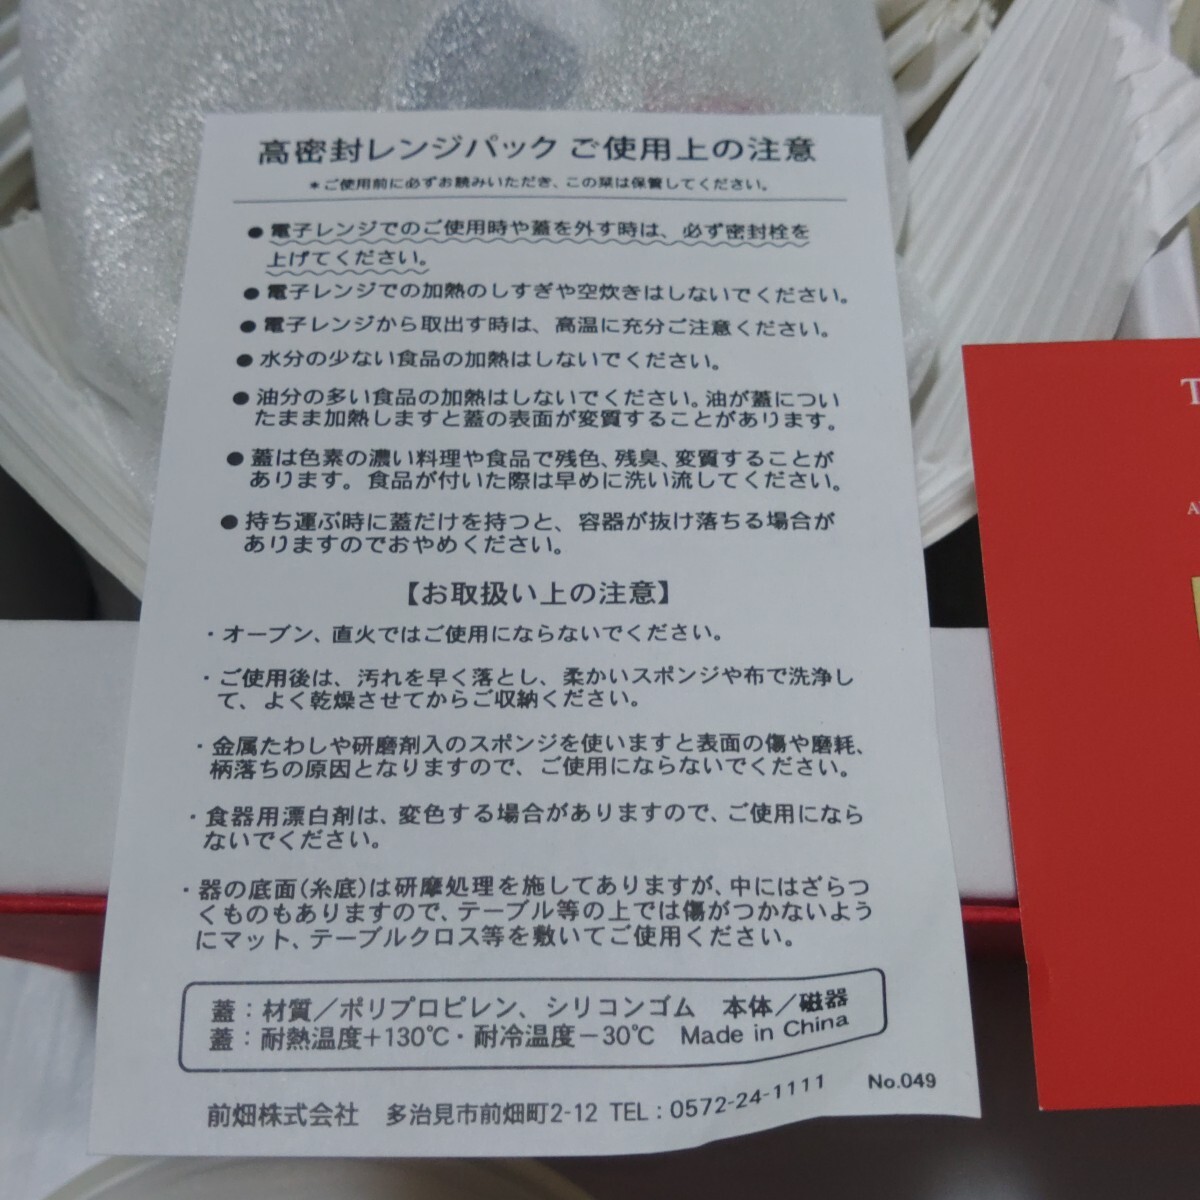 高密封レンジパック ご使用上の注意
＊ご使用前に必ずお読みいただき、この栞は保管してください。
●電子レンジでのご使用時や蓋を外す時は、必ず密封栓を
上げてください。
●電子レンジでの加熱のしすぎや空炊きはしないでください。
●電子レンジから取出す時は、高温に充分ご注意ください。
●水分の少ない食品の加熱はしないでください。
●油分の多い食品の加熱はしないでください。油が蓋につい
たまま加熱しますと蓋の表面が変質することがあります。
●蓋は色素の濃い料理や食品で残色、残臭、変質することが
あります。食品が付いた際は早めに洗い流してください。
●持ち運ぶ時に蓋だけを持つと、容器が抜け落ちる場合が
ありますのでおやめください。
【お取扱い上の注意】
・オーブン、直火ではご使用にならないでください。
・ご使用後は、汚れを早く落とし、柔かいスポンジや布で洗浄し
て、よく乾燥させてからご収納ください。
・金属たわしや研磨剤入のスポンジを使いますと表面の傷や磨耗、
柄落ちの原因となりますので、ご使用にならないでください。
・食器用漂白剤は、変色する場合がありますので、ご使用になら
ないでください。
・器の底面(糸底)は研摩処理を施してありますが、中にはざらつ
くものもありますので、テーブル等の上では傷がつかないよう
にマット、テーブルクロス等を敷いてご使用ください。
蓋：材質／ポリプロピレン、シリコンゴム 本体／磁器
蓋：耐熱温度＋130℃・耐冷温度－30℃ Made in China
No.049
前畑株式会社 多治見市前畑町2-12 TEL：0572-24-1111